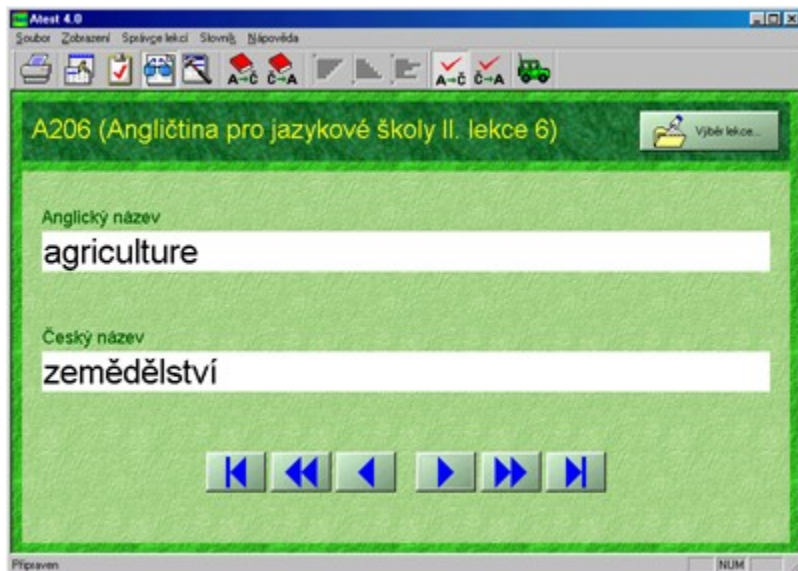 Atest 4.0
Soubor Zobrazení Správce lekcí Slovník Nápověda
A→Č Č→A A→Č Č→A
A206 (Angličtina pro jazykové školy II. lekce 6)
Výběr lekce...
Anglický název
agriculture
Český název
zemědělství
Připraven
NUM